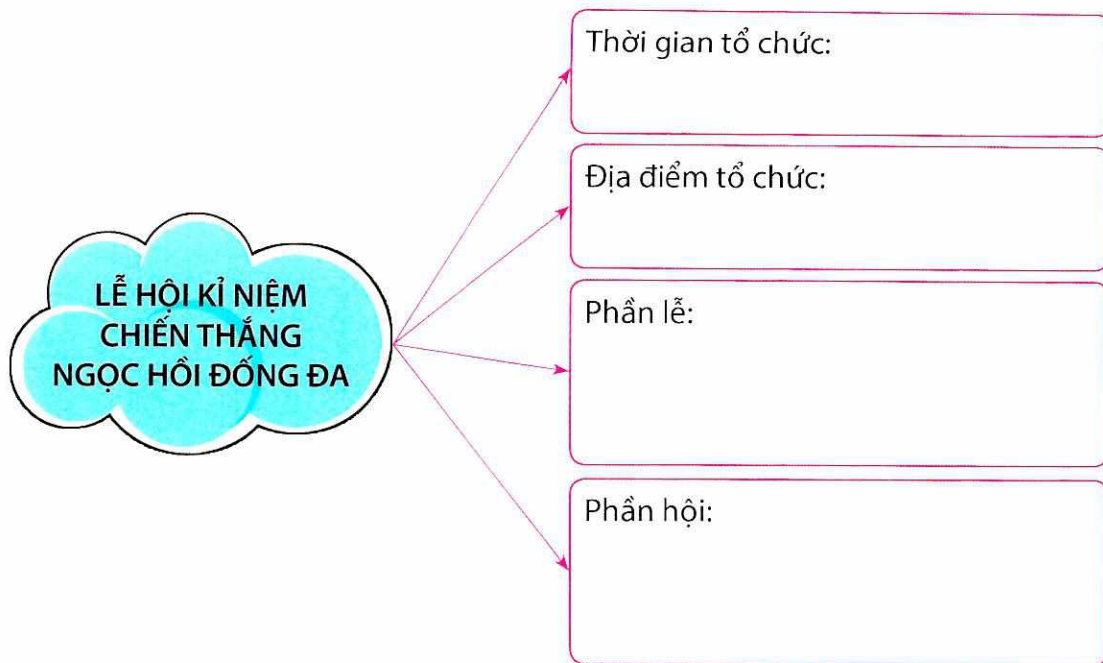 LỄ HỘI KỈ NIỆM
CHIẾN THẮNG
NGỌC HỒI ĐỐNG ĐA
Thời gian tổ chức:
Địa điểm tổ chức:
Phần lễ:
Phần hội: